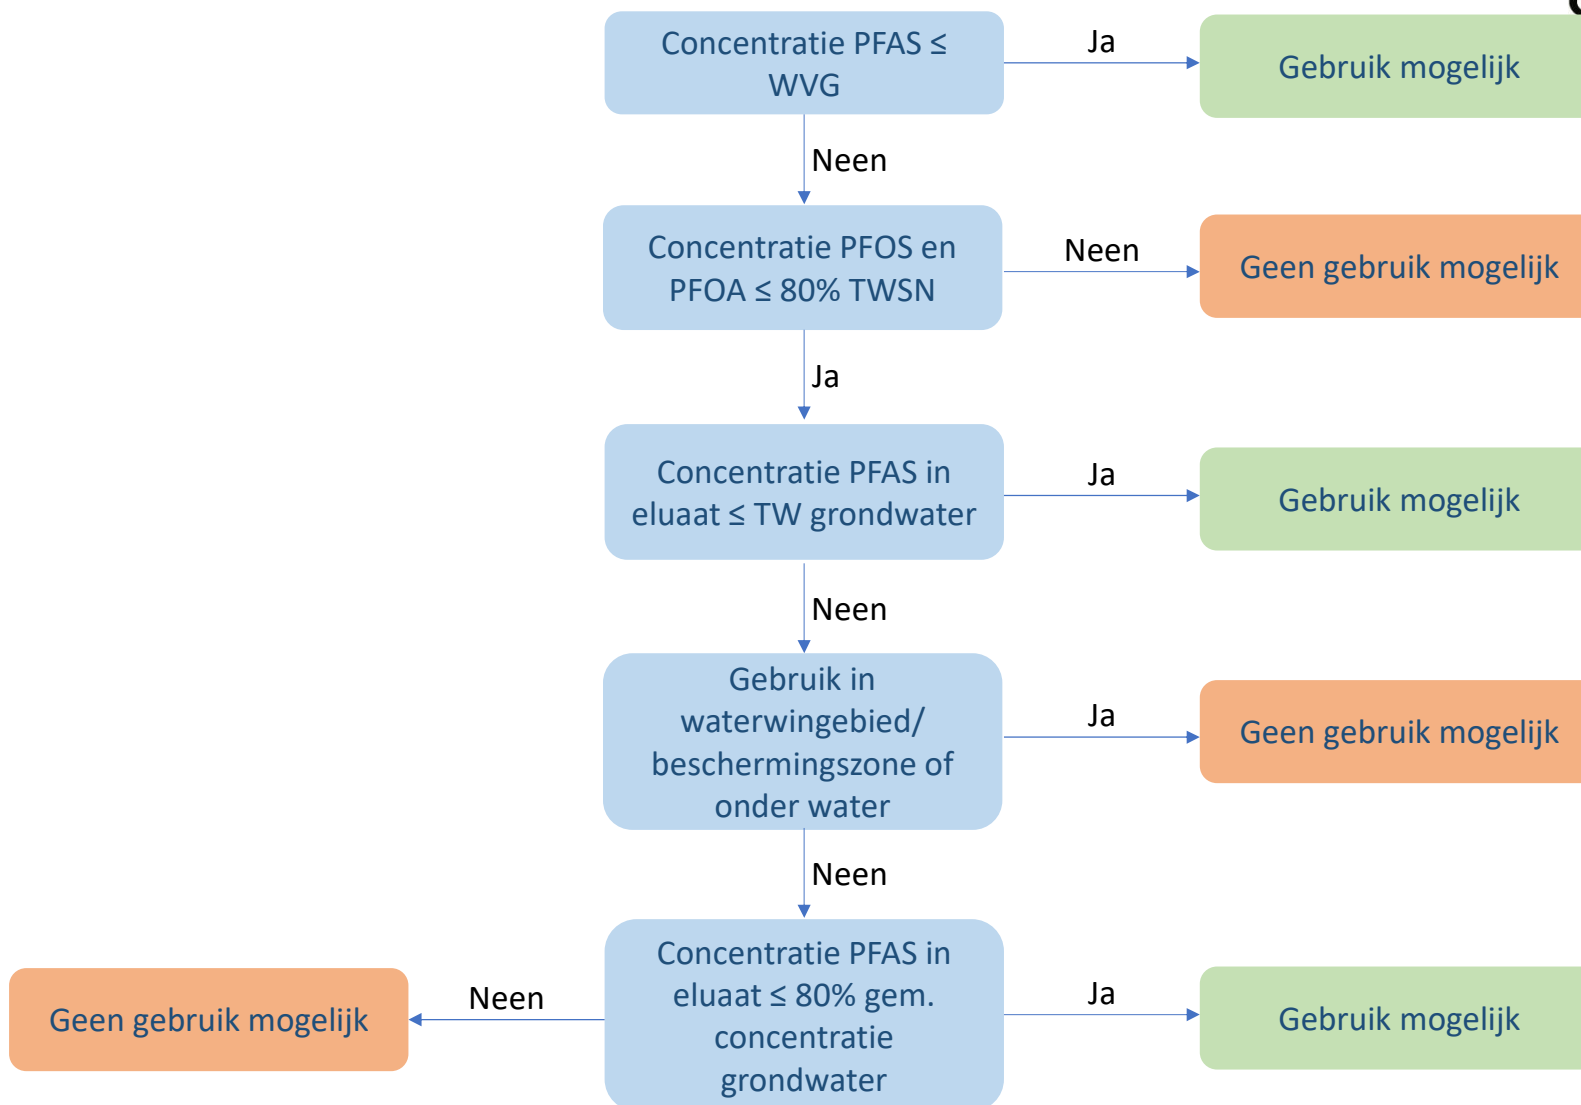 Concentratie PFAS ≤
WVG
Ja
Gebruik mogelijk
Neen
Concentratie PFOS en
PFOA ≤ 80% TWSN
Neen
Geen gebruik mogelijk
Ja
Concentratie PFAS in
eluaat ≤ TW grondwater
Ja
Gebruik mogelijk
Neen
Gebruik in
waterwingebied/
beschermingszone of
onder water
Ja
Geen gebruik mogelijk
Neen
Concentratie PFAS in
eluaat ≤ 80% gem.
concentratie
grondwater
Neen
Geen gebruik mogelijk
Ja
Gebruik mogelijk